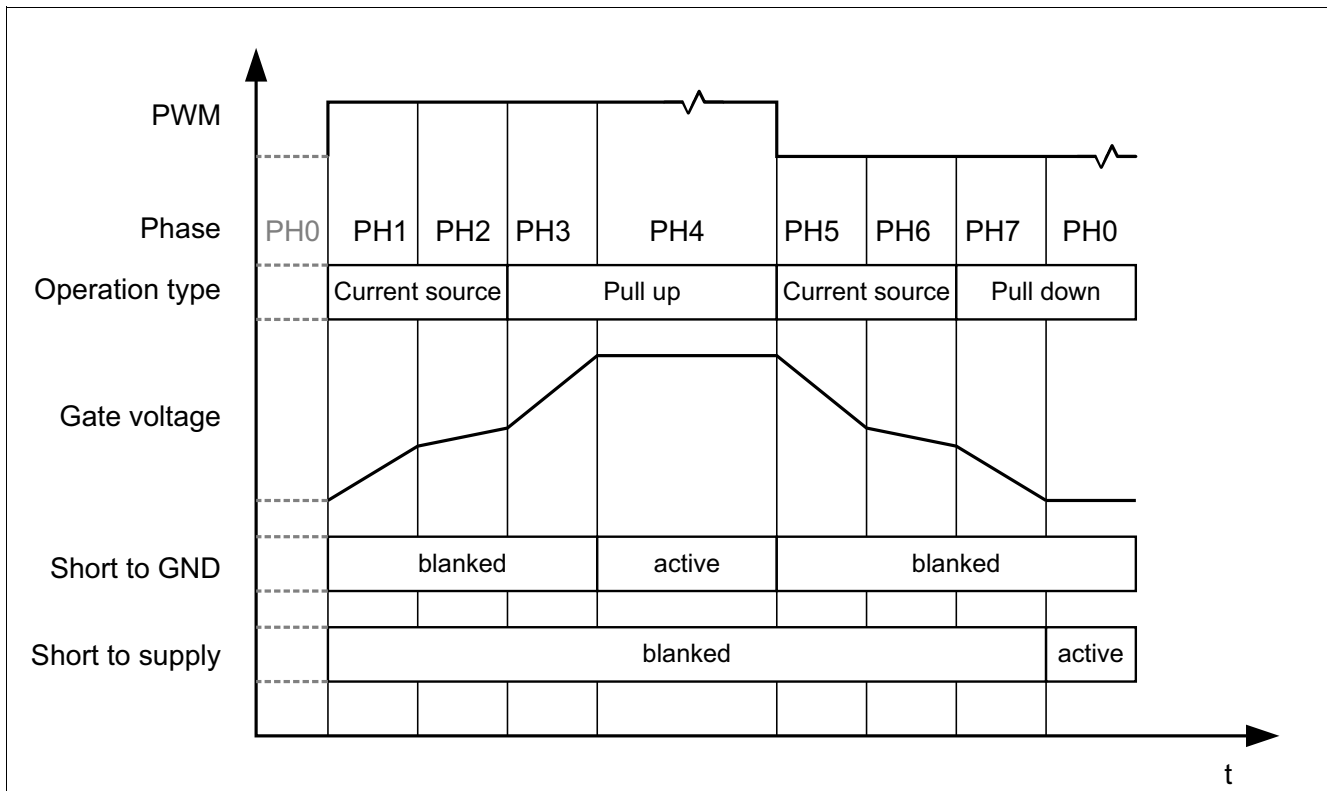 PWM
Phase PH0 PH1 PH2 PH3 PH4 PH5 PH6 PH7 PH0
Operation type Current source Pull up Current source Pull down
Gate voltage
Short to GND blanked active blanked
Short to supply blanked active
t